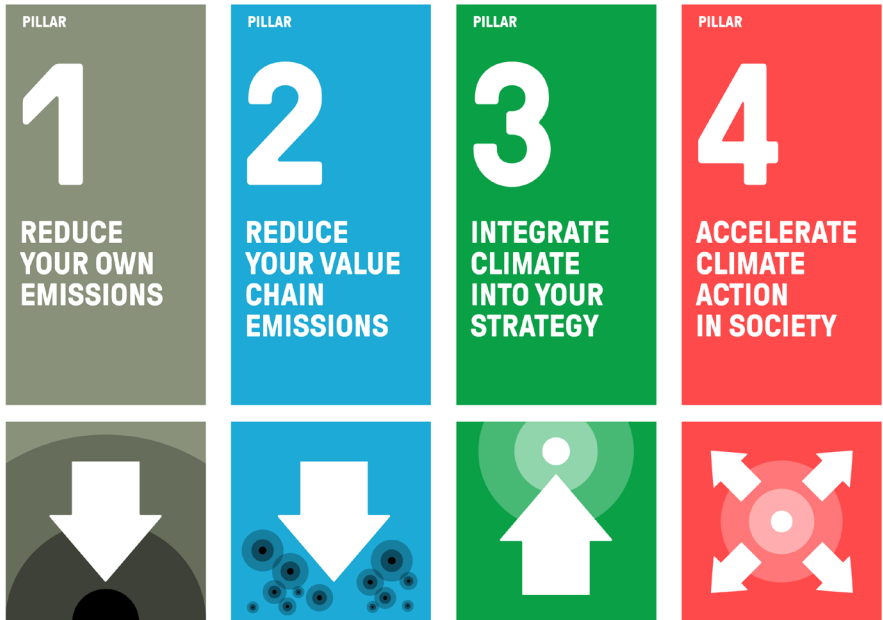 PILLAR
1
REDUCE
YOUR OWN
EMISSIONS
PILLAR
2
REDUCE
YOUR VALUE
CHAIN
EMISSIONS
PILLAR
3
INTEGRATE
CLIMATE
INTO YOUR
STRATEGY
PILLAR
4
ACCELERATE
CLIMATE
ACTION
IN SOCIETY